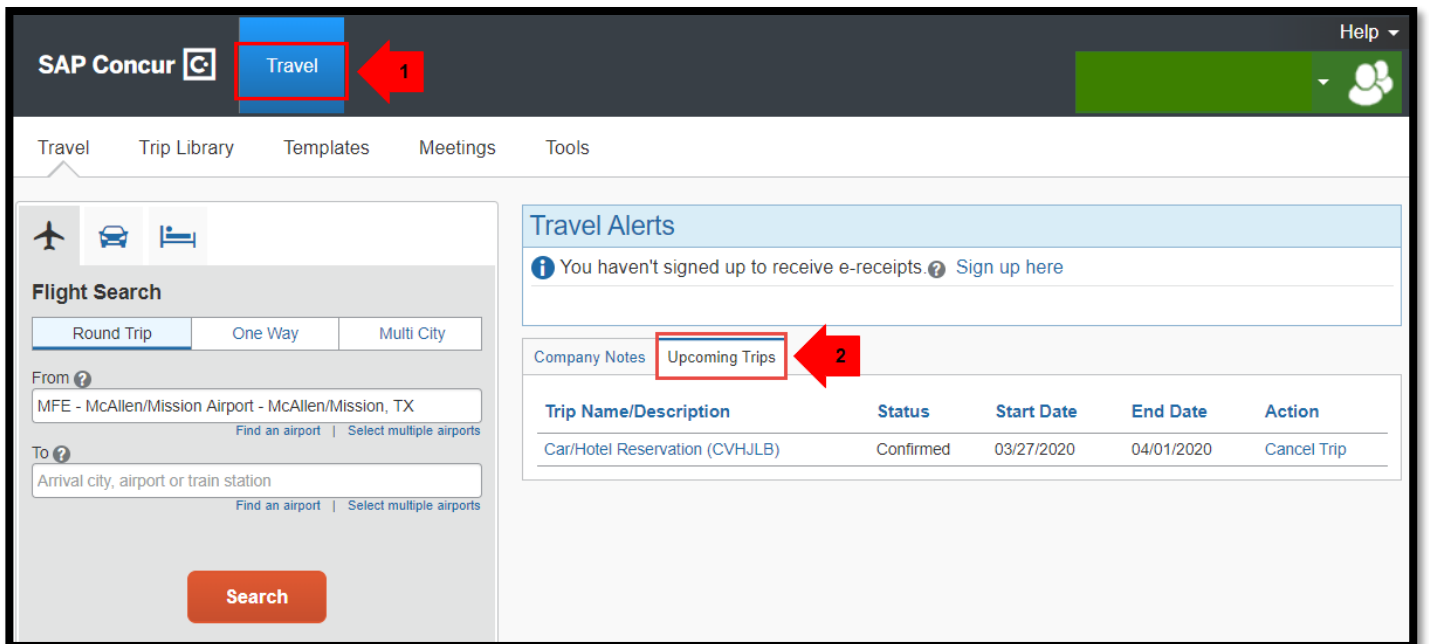 Help
SAP Concur C
Travel
1
Travel Trip Library Templates Meetings Tools
Flight Search
Round Trip One Way Multi City
From ?
MFE - McAllen/Mission Airport - McAllen/Mission, TX
Find an airport | Select multiple airports
To ?
Arrival city, airport or train station
Find an airport | Select multiple airports
Search
Travel Alerts
i You haven't signed up to receive e-receipts. ? Sign up here
Company Notes Upcoming Trips
2
Trip Name/Description Status Start Date End Date Action
Car/Hotel Reservation (CVHJLB) Confirmed 03/27/2020 04/01/2020 Cancel Trip